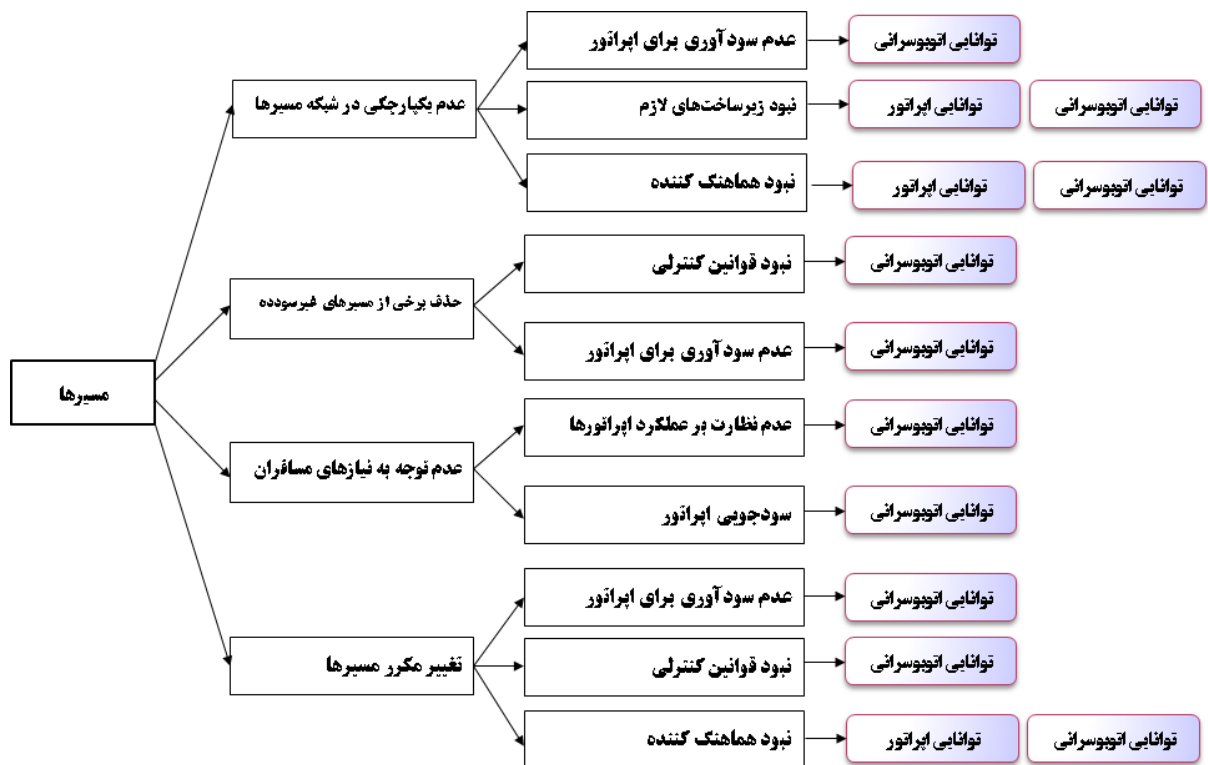 مسیرها
عدم یکپارچگی در شبکه مسیرها
عدم سودآوری برای اپراتور
توانایی اتوبوسرانی
نبود زیرساخت‌های لازم
توانایی اپراتور
توانایی اتوبوسرانی
نبود هماهنگ کننده
توانایی اپراتور
توانایی اتوبوسرانی
حذف برخی از مسیرهای غیرسودده
نبود قوانین کنترلی
توانایی اتوبوسرانی
عدم سودآوری برای اپراتور
توانایی اتوبوسرانی
عدم توجه به نیازهای مسافران
عدم نظارت بر عملکرد اپراتورها
توانایی اتوبوسرانی
سودجویی اپراتور
توانایی اتوبوسرانی
تغییر مکرر مسیرها
عدم سودآوری برای اپراتور
توانایی اتوبوسرانی
نبود قوانین کنترلی
توانایی اتوبوسرانی
نبود هماهنگ کننده
توانایی اپراتور
توانایی اتوبوسرانی